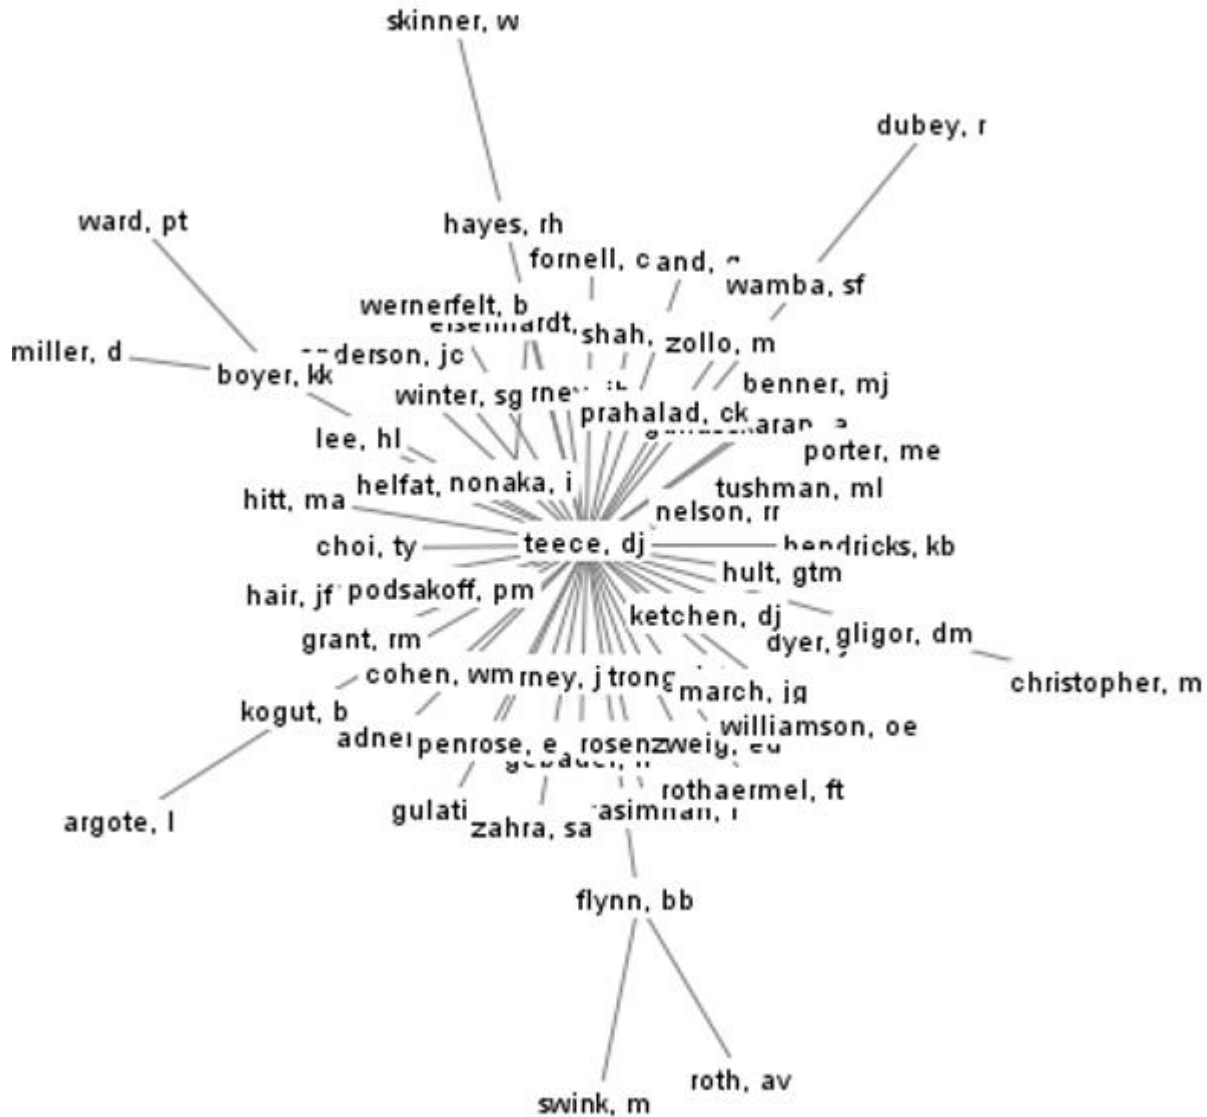 skinner, w
dubey, r
ward, pt
hayes, rh
fornell, c
and,
wamba, sf
wernerfelt, b
shah,
zollo, m
miller, d
boyer, kk
benner, mj
winter, sg
prahalad, ck
lee, hl
porter, me
helfat,
nonaka, i
tushman, ml
hitt, ma
nelson, rr
choi, ty
teece, dj
hendricks, kb
hult, gtm
hair, jf
podsakoff, pm
ketchen, dj
grant, rm
dyer,
gligor, dm
cohen, wm
march, jg
christopher, m
kogut, b
williamson, oe
penrose, e
rothaermel, ft
gulati
argote, l
zahra, sa
flynn, bb
roth, av
swink, m